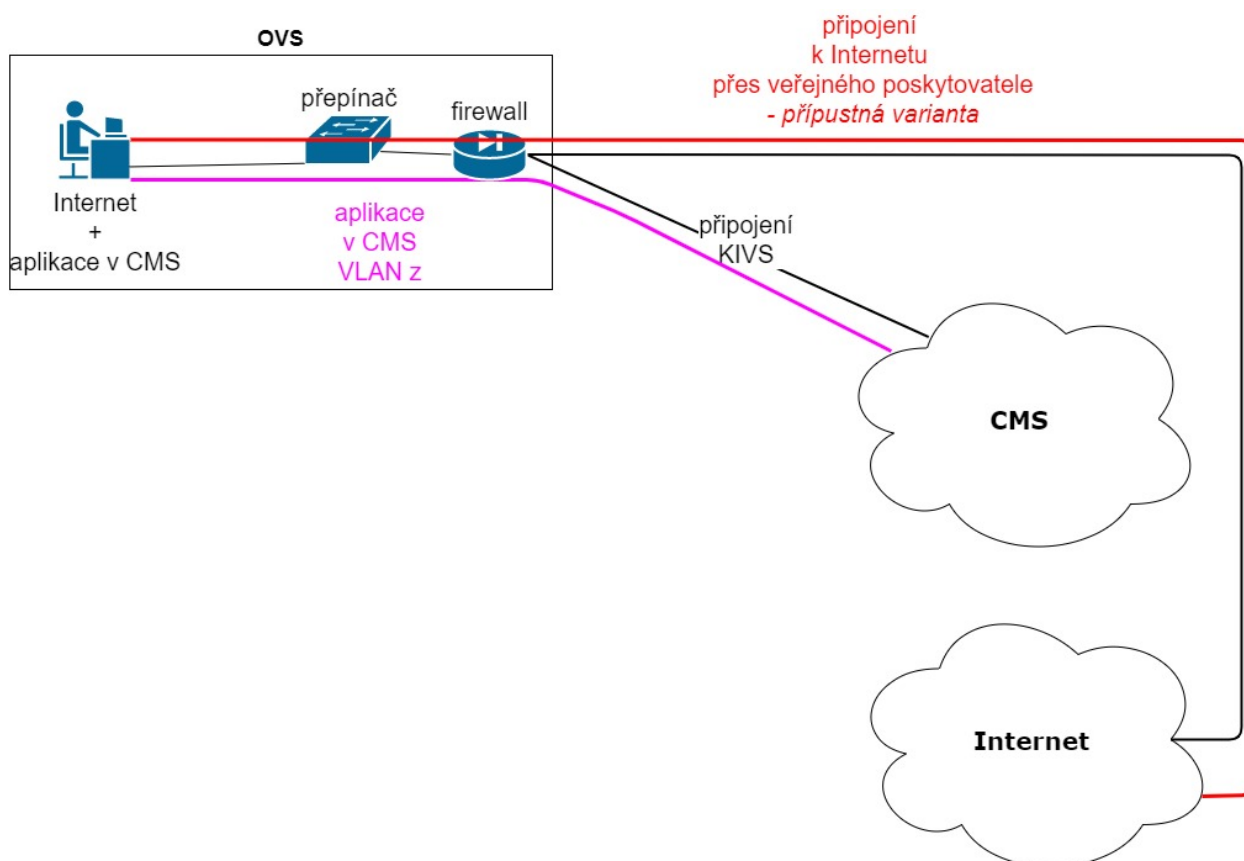 OVS
připojení
k Internetu
přes veřejného poskytovatele
- přípustná varianta
přepínač
firewall
Internet
+
aplikace v CMS
aplikace
v CMS
VLAN z
připojení
KIVS
CMS
Internet